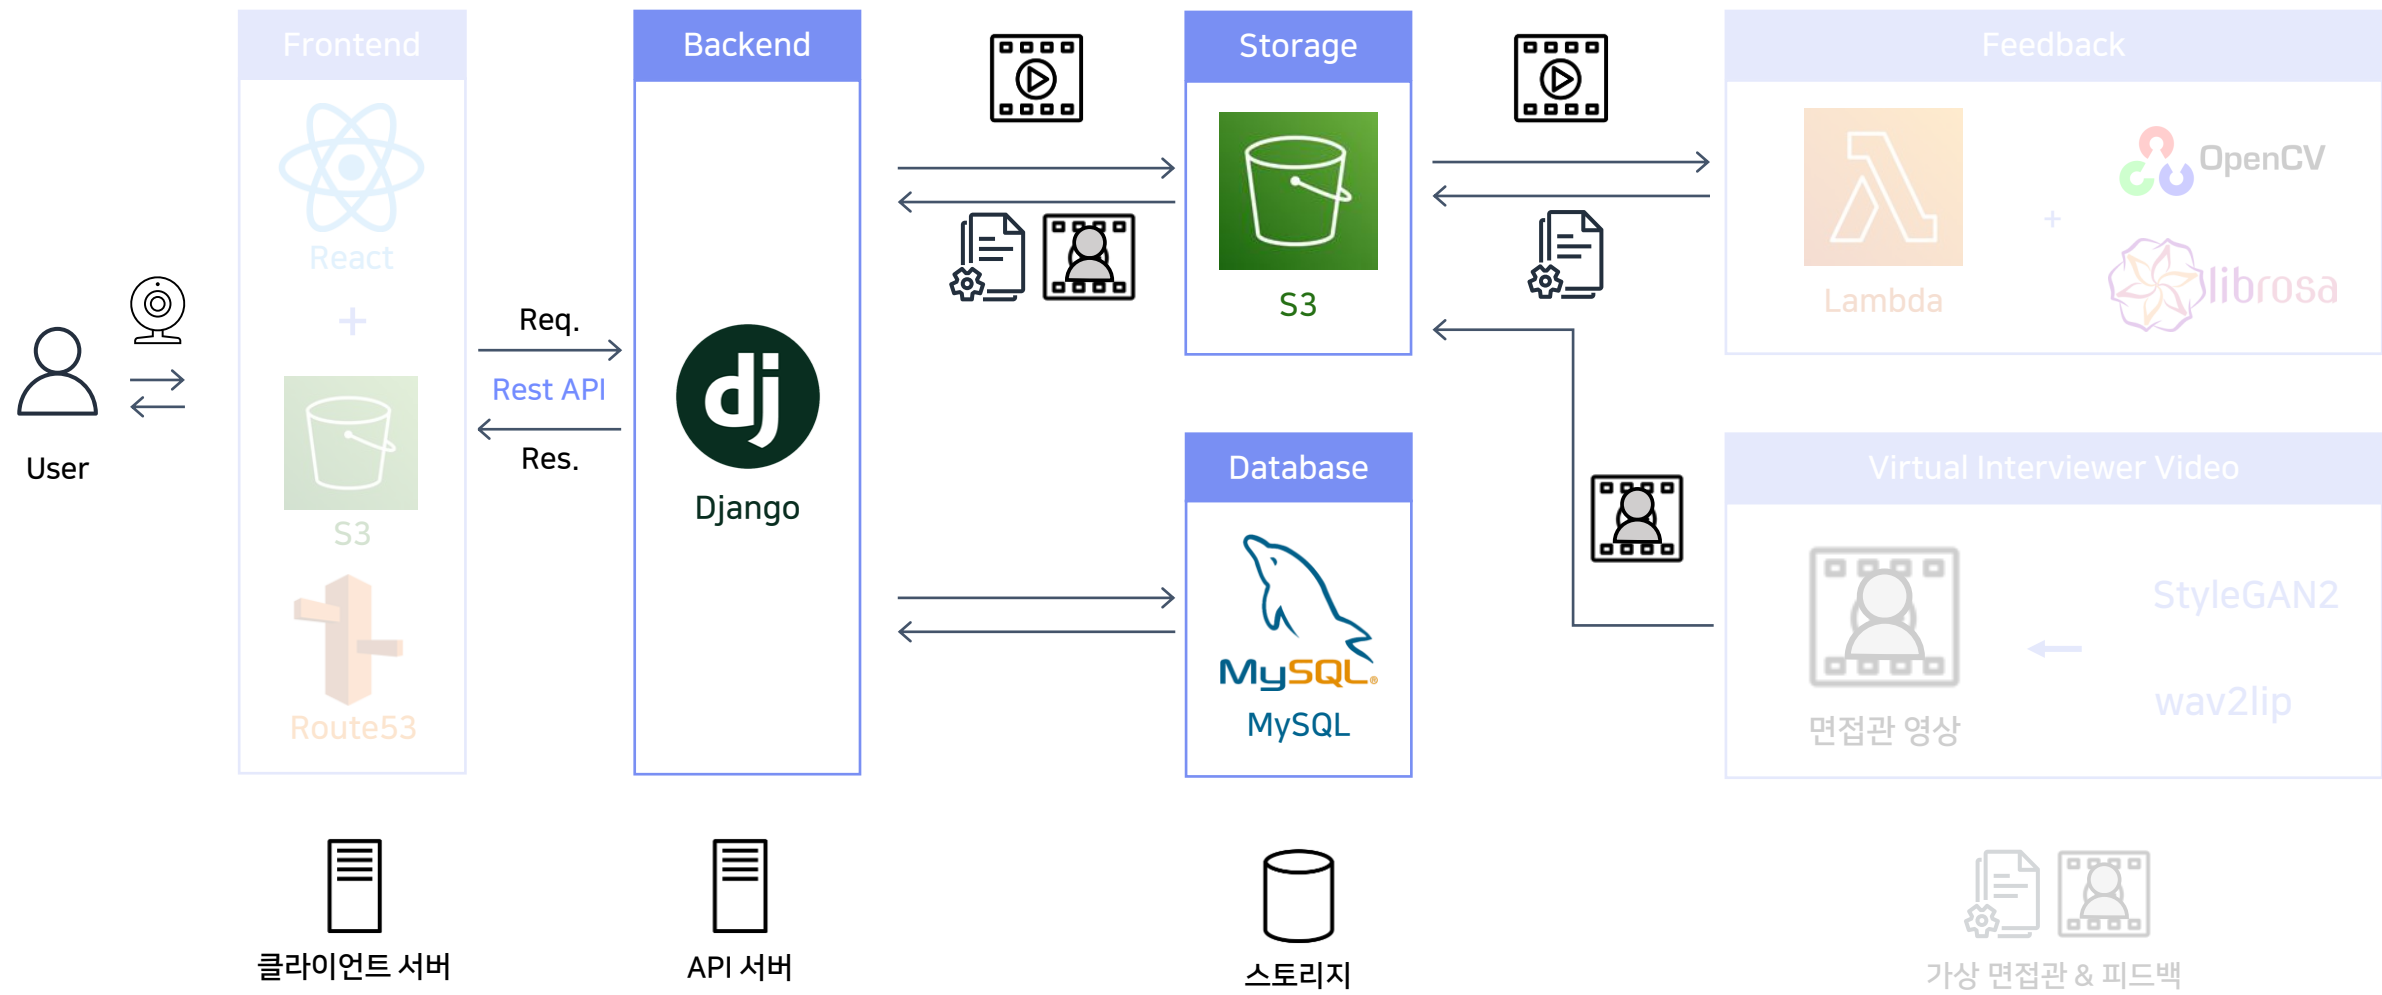 Frontend
React
+
S3
Route53
User
Req.
Rest API
Res.
Backend
dj
Django
Storage
S3
Database
MySQL®
MySQL
Feedback
Lambda
+
OpenCV
librosa
Virtual Interviewer Video
면접관 영상
StyleGAN2
wav2lip
클라이언트 서버
API 서버
스토리지
가상 면접관 & 피드백